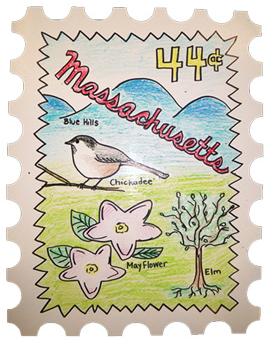 44¢
Massachusetts
Blue Hills
Chickadee
Mayflower
Elm